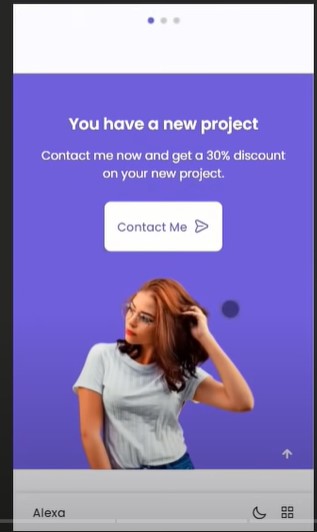 You have a new project
Contact me now and get a 30% discount
on your new project.
Contact Me
Alexa